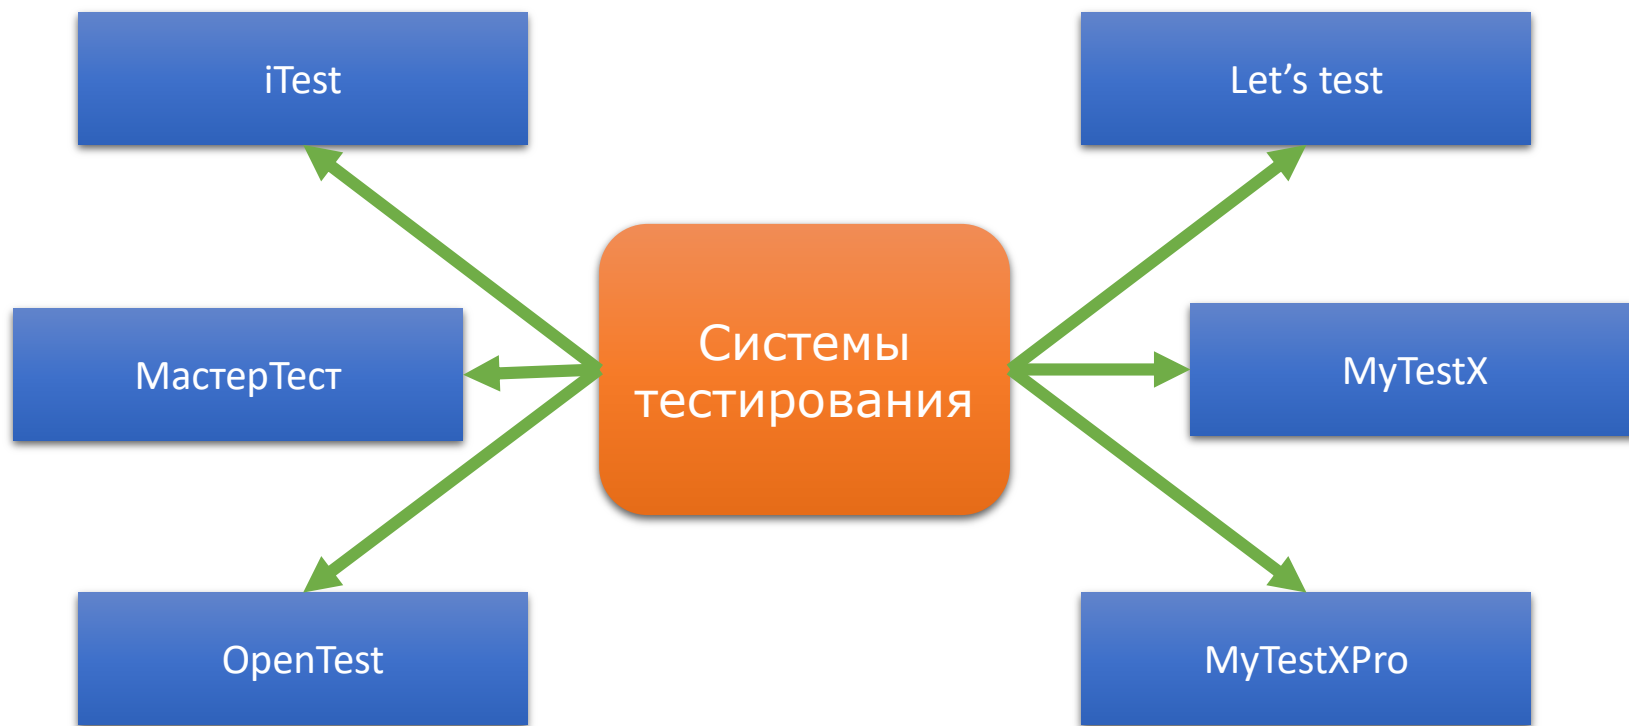 iTest
Let’s test
Системы
тестирования
МастерТест
MyTestX
OpenTest
MyTestXPro